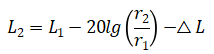 L₂ = L₁ − 20lg(r₂/r₁) − △L